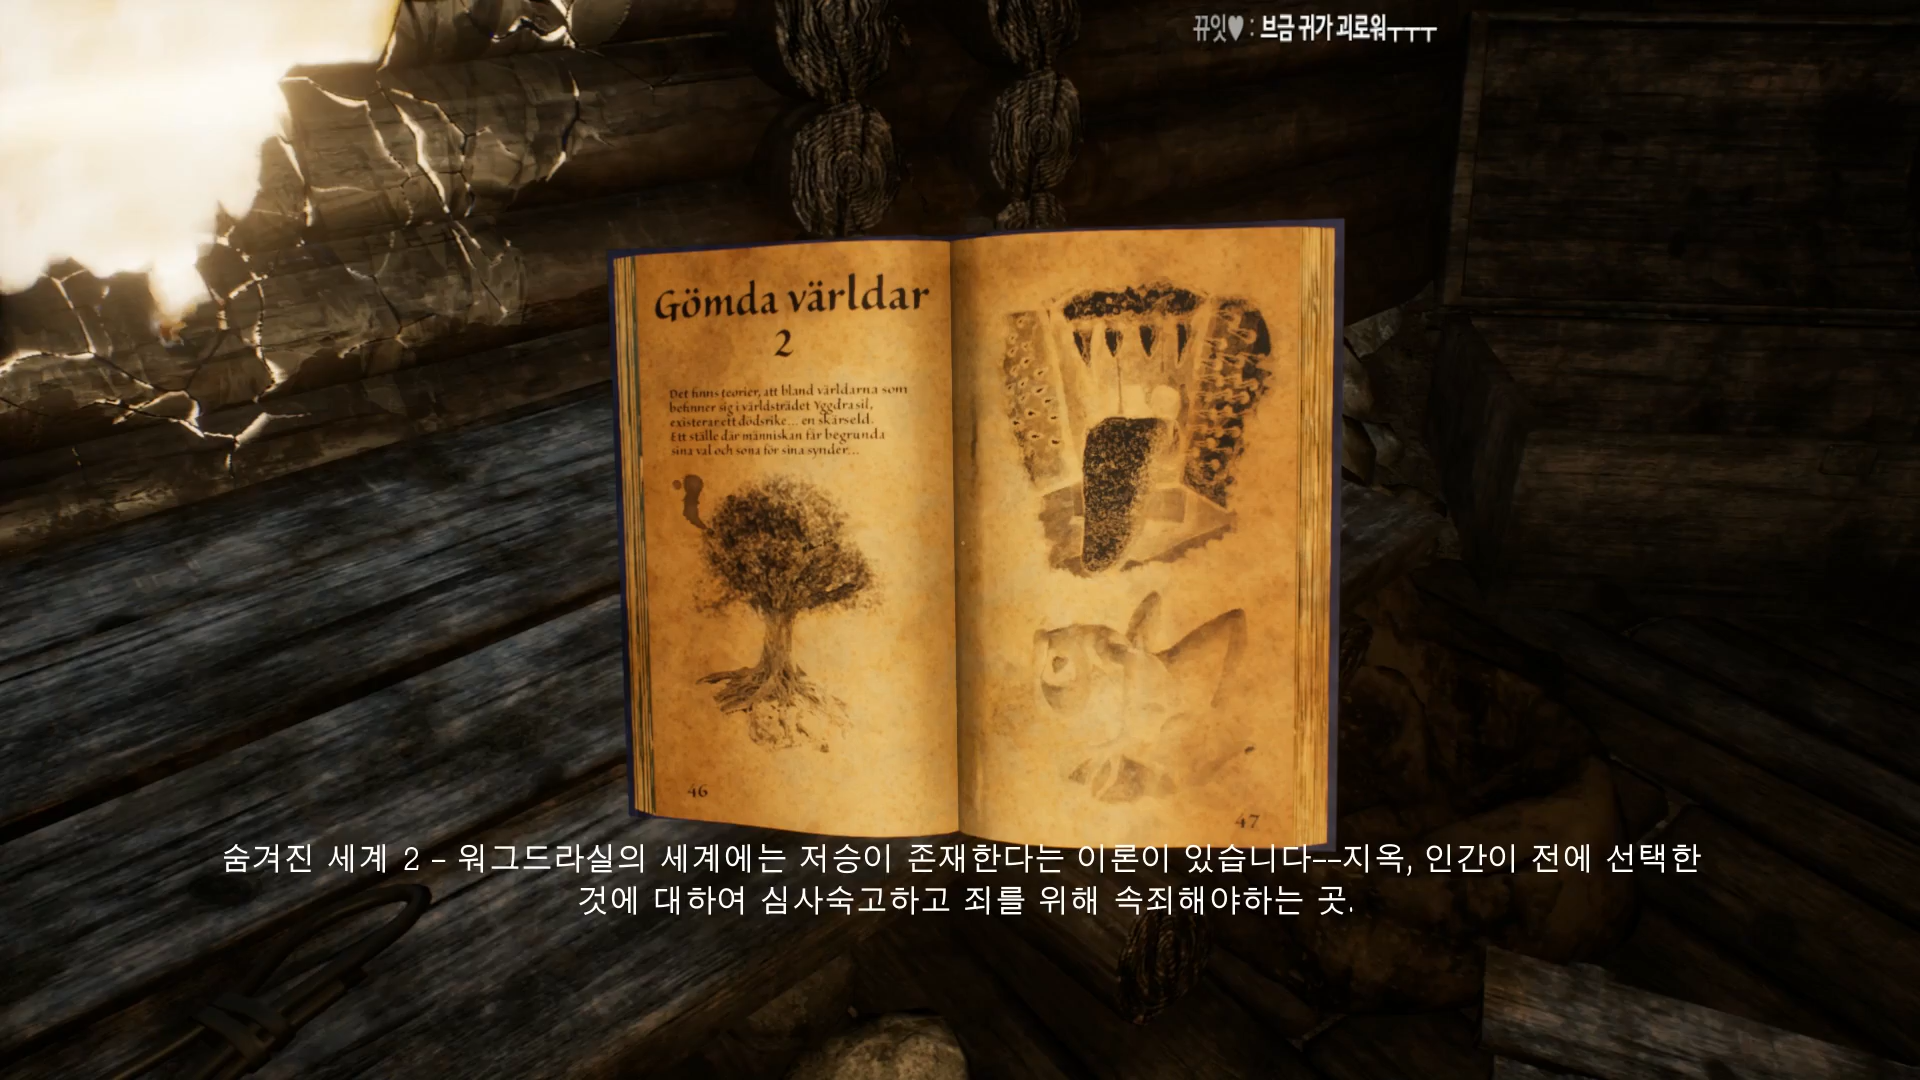 뀨잇♥ : 브금 귀가 괴로워ㅜㅜㅜ
Gömda världar
2
Det finns teorier, att bland världarna som
befinner sig i världsträdet Yggdrasil,
existerar ett dödsrike... en skärseld.
Ett ställe där människan får begrunda
sina val och sona för sina synder...
46
47
숨겨진 세계 2 - 워그드라실의 세계에는 저승이 존재한다는 이론이 있습니다--지옥, 인간이 전에 선택한
것에 대하여 심사숙고하고 죄를 위해 속죄해야하는 곳.